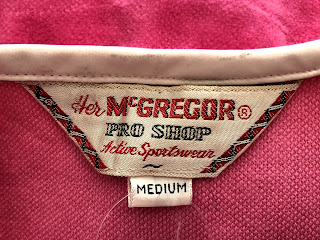 Her McGREGOR®
PRO SHOP
Active Sportswear
MEDIUM